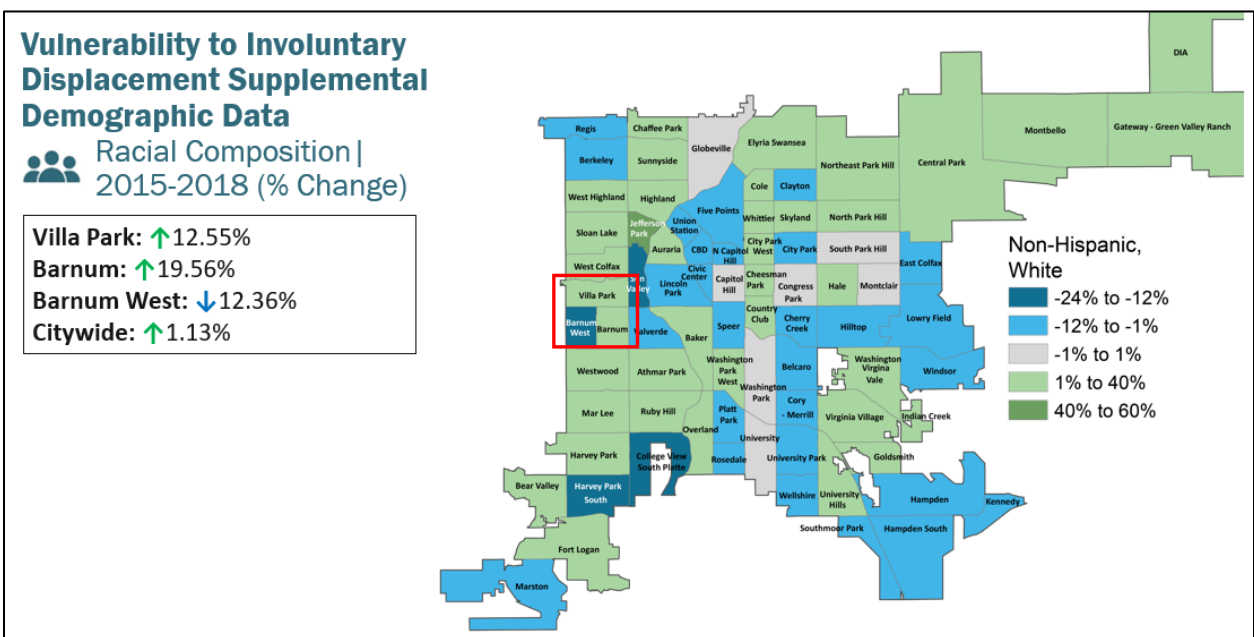 Vulnerability to Involuntary
Displacement Supplemental
Demographic Data
Racial Composition|
2015-2018 (% Change)
Villa Park: ↑12.55%
Barnum: ↑19.56%
Barnum West: ↓12.36%
Citywide: ↑1.13%
DIA
Regis
Chaffee Park
Globeville
Elyria Swansea
Montbello
Gateway - Green Valley Ranch
Berkeley
Sunnyside
Northeast Park Hill
Central Park
West Highland
Highland
Cole
Clayton
Five Points
Sloan Lake
Jefferson
Park
Union
Station
Whittier
Skyland
North Park Hill
Auraria
CBD
N Capitol
Hill
City Park
West
City Park
South Park Hill
East Colfax
West Colfax
Sun
Valley
Lincoln
Park
Civic
Center
Capitol
Hill
Cheesman
Park
Congress
Park
Hale
Montclair
Villa Park
Barnum
West
Barnum
Valverde
Baker
Speer
Country
Club
Cherry
Creek
Hilltop
Lowry Field
Westwood
Athmar Park
Washington
Park
West
Washington
Park
Belcaro
Washington
Virgina
Vale
Windsor
Mar Lee
Ruby Hill
Overland
Platt
Park
Cory
- Merrill
Virginia Village
Indian Creek
Harvey Park
College View
South Platte
Rosedale
University
University Park
Goldsmith
Bear Valley
Harvey Park
South
Wellshire
University
Hills
Hampden
Kennedy
Southmoor Park
Hampden South
Fort Logan
Marston
Non-Hispanic,
White
-24% to -12%
-12% to -1%
-1% to 1%
1% to 40%
40% to 60%